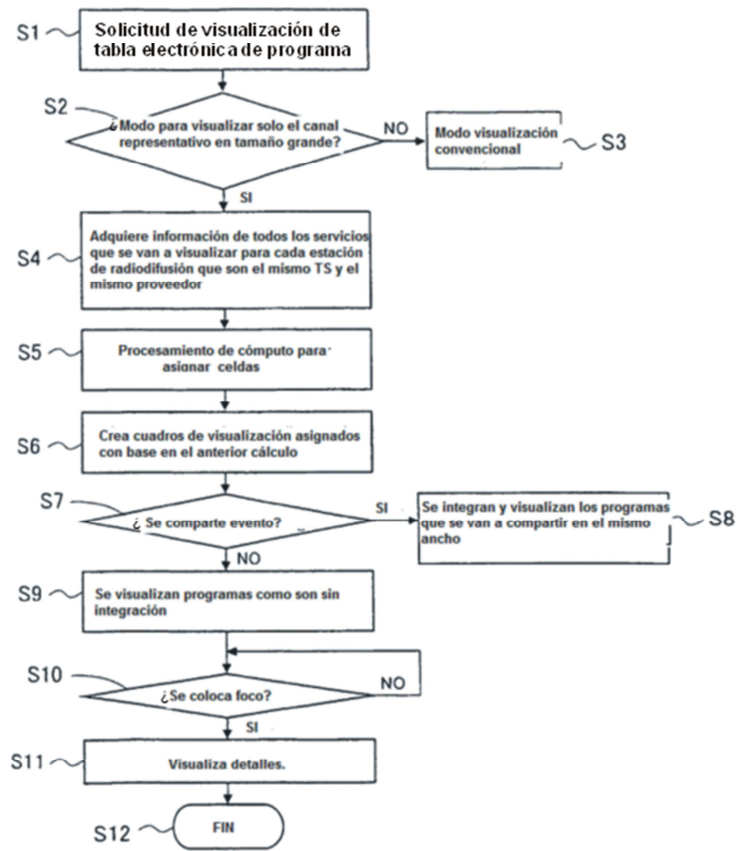 S1
Solicitud de visualización de
tabla electrónica de programa
S2
¿Modo para visualizar solo el canal
representativo en tamaño grande?
NO
Modo visualización
convencional
S3
SI
S4
Adquiere información de todos los servicios
que se van a visualizar para cada estación
de radiodifusión que son el mismo TS y el
mismo proveedor
S5
Procesamiento de cómputo para
asionar celdas
S6
Crea cuadros de visualización asignados
con base en el anterior cálculo
S7
¿ Se comparte evento?
SI
Se integran y visualizan los programas
que se van a compartir en el mismo
ancho
S8
NO
S9
Se visualizan programas como son sin
integración
S10
¿Se coloca foco?
NO
SI
S11
Visualiza detalles.
S12
FIN